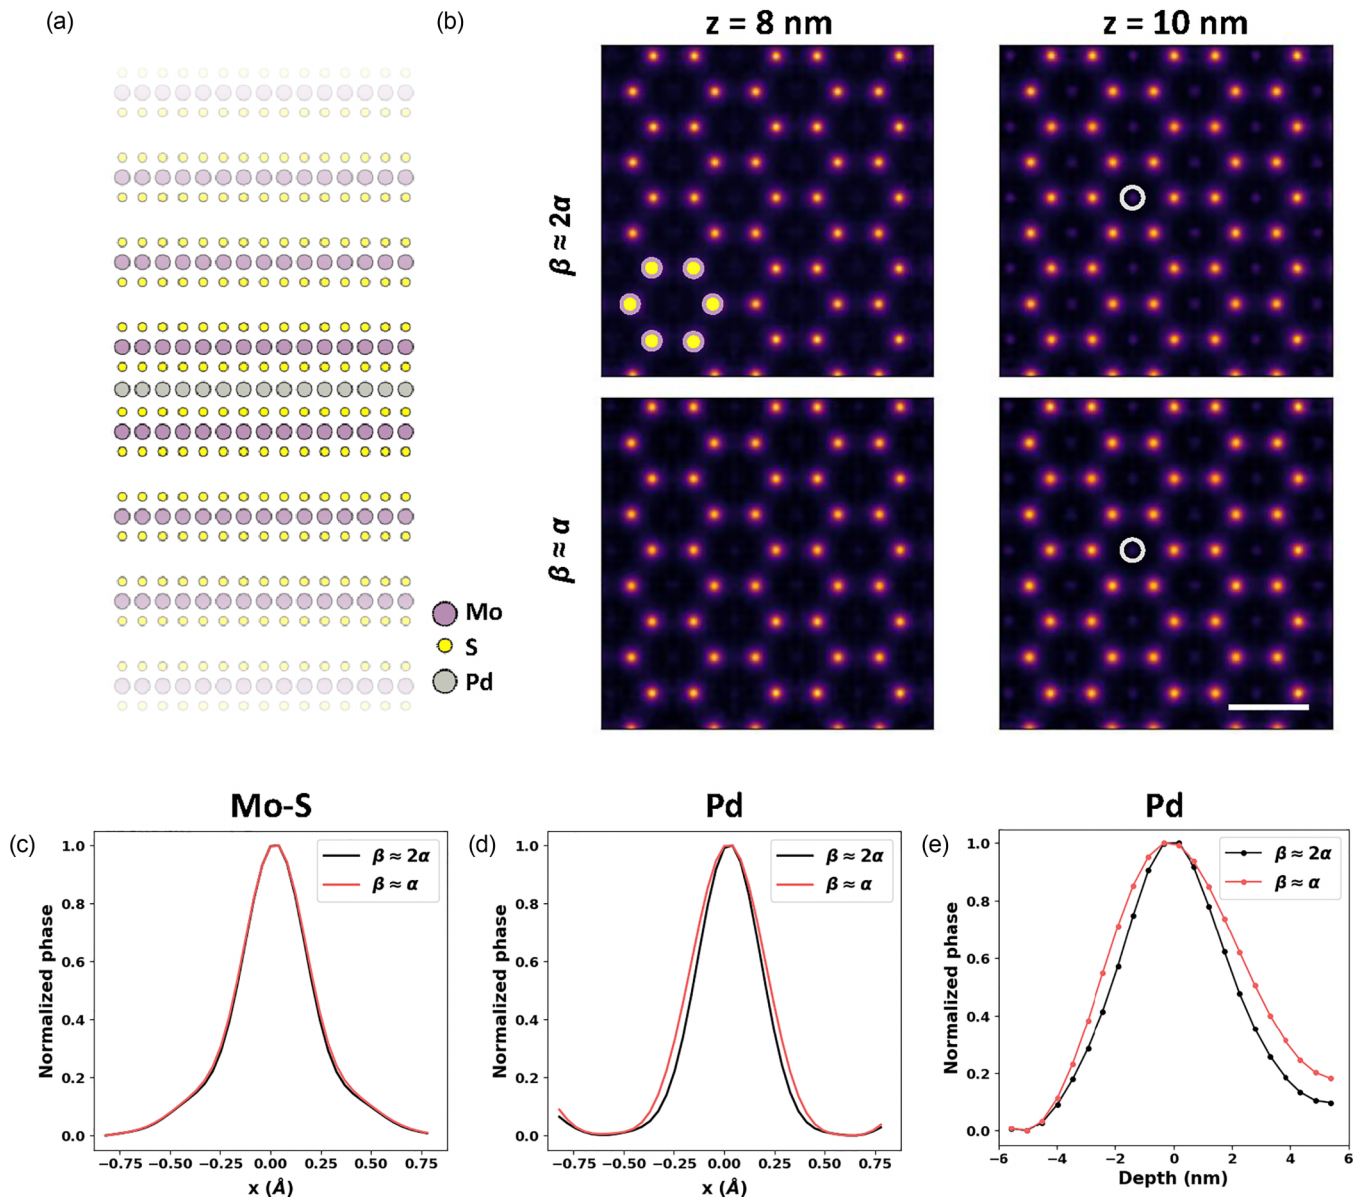 (a)
(b)
z = 8 nm
z = 10 nm
β ≈ 2α
β ≈ α
Mo
S
Pd
(c)
Mo-S
Normalized phase
1.0
0.8
0.6
0.4
0.2
0.0
β ≈ 2α
β ≈ α
−0.75 −0.50 −0.25 0.00 0.25 0.50 0.75
x (Å)
(d)
Pd
Normalized phase
1.0
0.8
0.6
0.4
0.2
0.0
β ≈ 2α
β ≈ α
−0.75 −0.50 −0.25 0.00 0.25 0.50 0.75
x (Å)
(e)
Pd
Normalized phase
1.0
0.8
0.6
0.4
0.2
0.0
β ≈ 2α
β ≈ α
−6 −4 −2 0 2 4 6
Depth (nm)